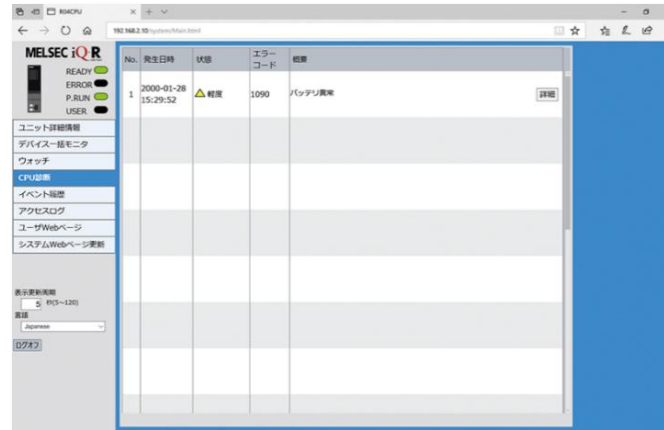 R04CPU
192.168.2.10/system/Main.html
MELSEC iQ-R
READY
ERROR
P.RUN
USER
ユニット詳細情報
デバイス一括モニタ
ウォッチ
CPU診断
イベント履歴
アクセスログ
ユーザWebページ
システムWebページ更新
表示更新周期
5 秒(5～120)
言語
Japanese
ログオフ
No. 発生日時 状態 エラーコード 概要
1 2000-01-28 15:29:52 軽度 1090 バッテリ異常 詳細